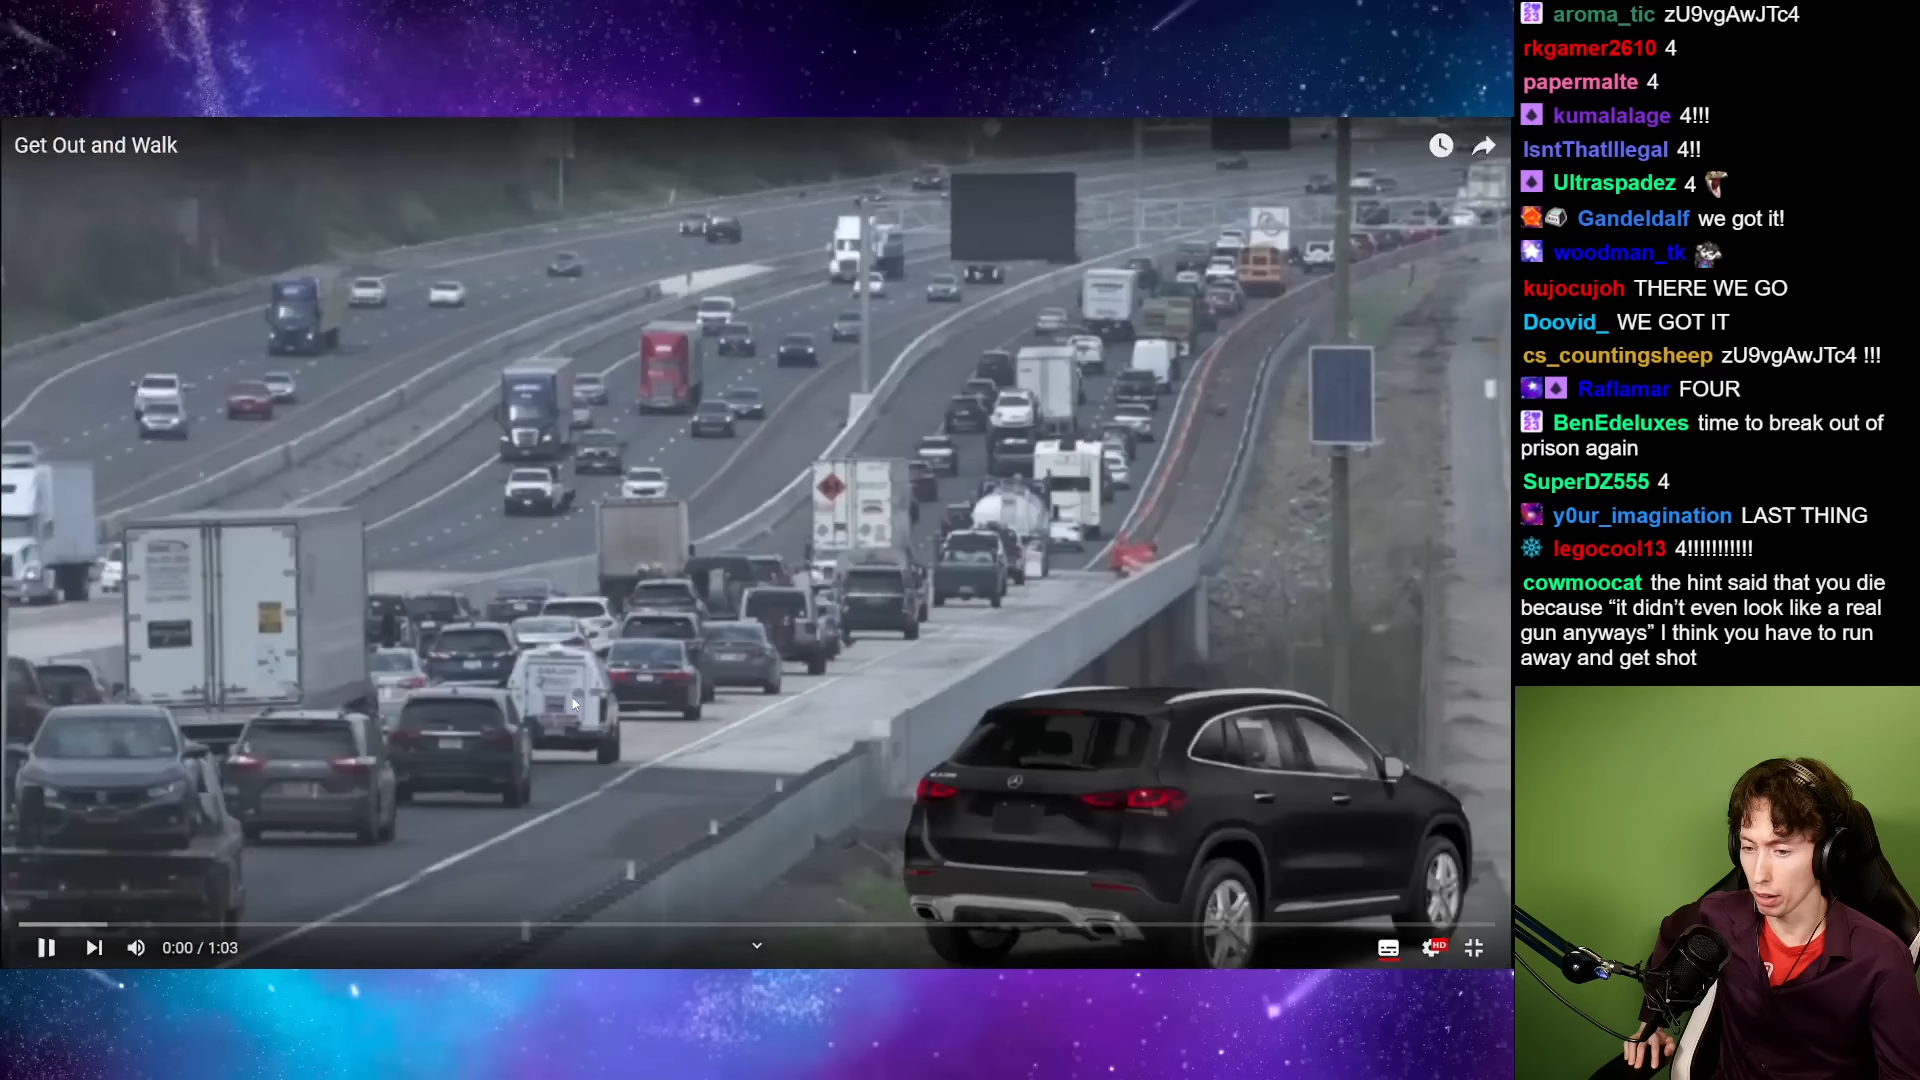 Get Out and Walk
0:00 / 1:03
HD
aroma_tic zU9vgAwJTc4
rkgamer2610 4
papermalte 4
kumalalage 4!!!
IsntThatIllegal 4!!
Ultraspadez 4
Gandeldalf we got it!
woodman_tk
kujocujoh THERE WE GO
Doovid_ WE GOT IT
cs_countingsheep zU9vgAwJTc4 !!!
Raflamar FOUR
BenEdeluxes time to break out of
prison again
SuperDZ555 4
y0ur_imagination LAST THING
legocool13 4!!!!!!!!!!!
cowmoocat the hint said that you die
because “it didn’t even look like a real
gun anyways” I think you have to run
away and get shot